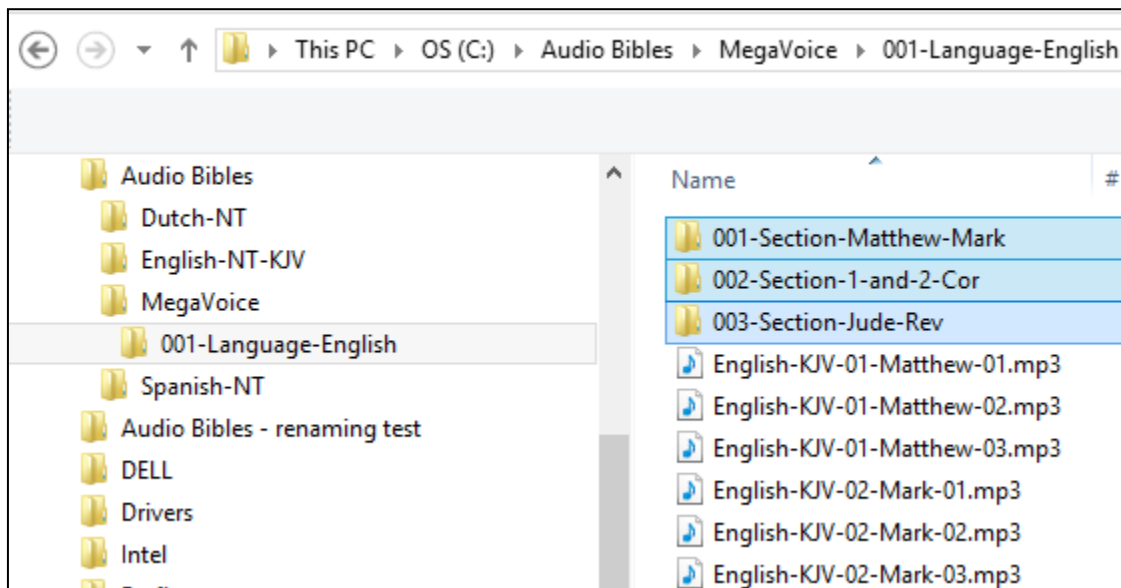 This PC OS (C:) Audio Bibles MegaVoice 001-Language-English
Audio Bibles
Dutch-NT
English-NT-KJV
MegaVoice
001-Language-English
Spanish-NT
Audio Bibles - renaming test
DELL
Drivers
Intel
Name #
001-Section-Matthew-Mark
002-Section-1-and-2-Cor
003-Section-Jude-Rev
English-KJV-01-Matthew-01.mp3
English-KJV-01-Matthew-02.mp3
English-KJV-01-Matthew-03.mp3
English-KJV-02-Mark-01.mp3
English-KJV-02-Mark-02.mp3
English-KJV-02-Mark-03.mp3